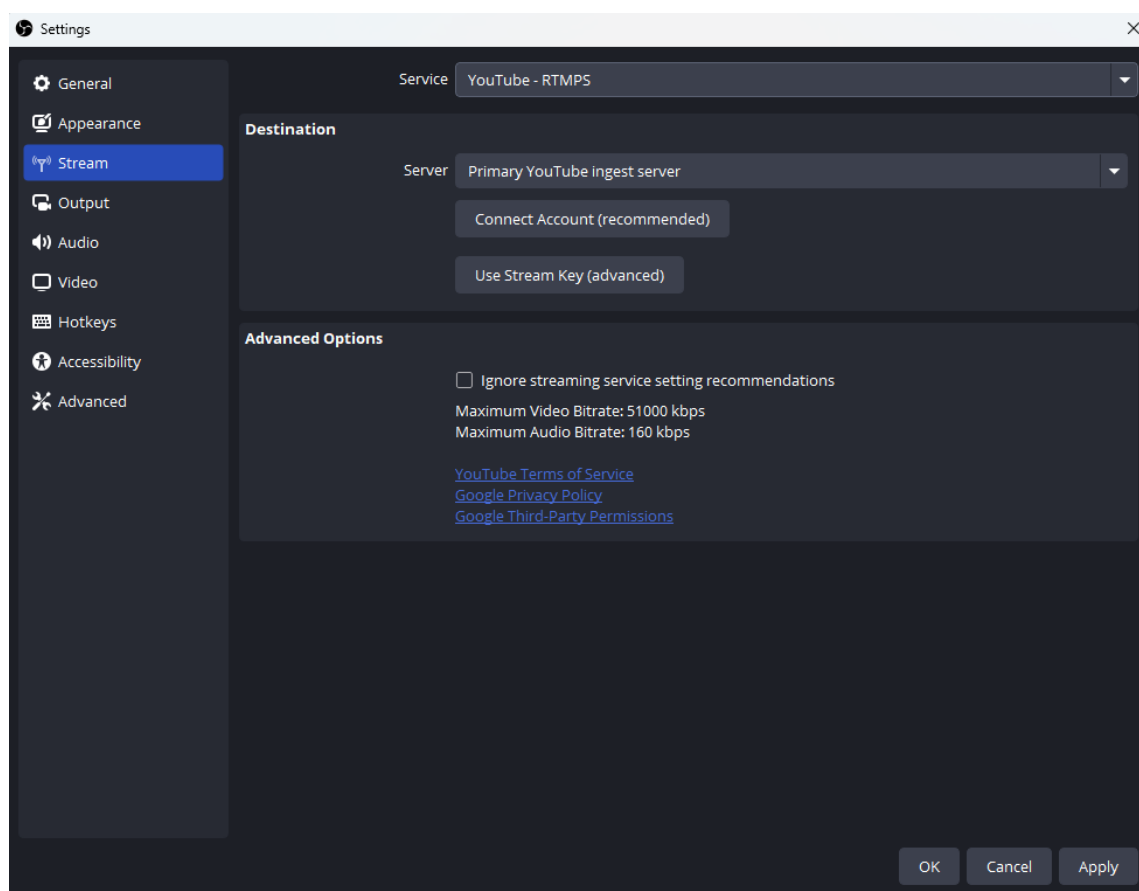 Settings
General
Appearance
Stream
Output
Audio
Video
Hotkeys
Accessibility
Advanced
Service YouTube - RTMPS
Destination
Server Primary YouTube ingest server
Connect Account (recommended)
Use Stream Key (advanced)
Advanced Options
Ignore streaming service setting recommendations
Maximum Video Bitrate: 51000 kbps
Maximum Audio Bitrate: 160 kbps
YouTube Terms of Service
Google Privacy Policy
Google Third-Party Permissions
OK Cancel Apply